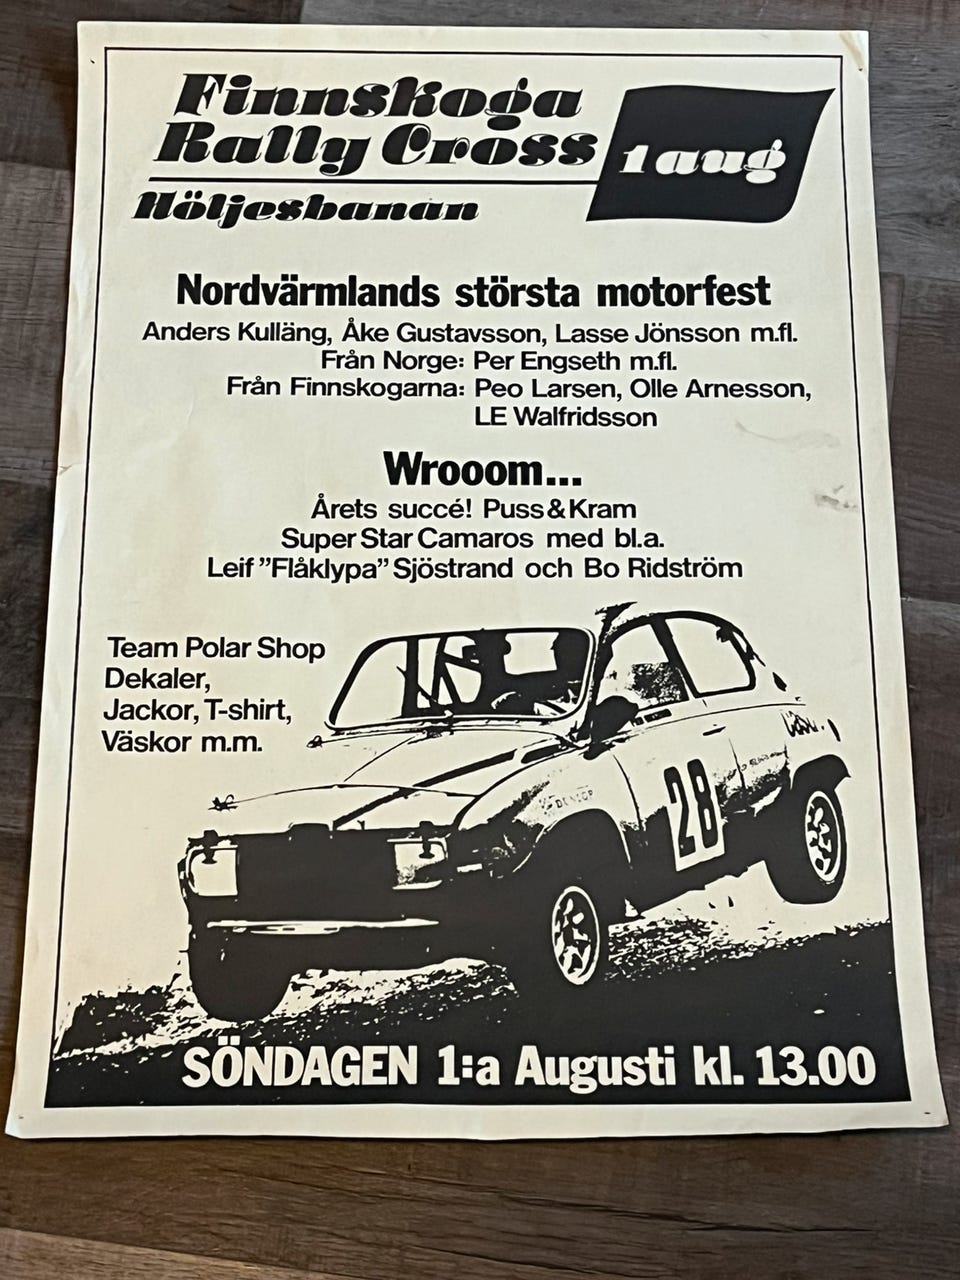 Finnskoga
Rally Cross
1 aug
Höljesbanan
Nordvärmlands största motorfest
Anders Kulläng, Åke Gustavsson, Lasse Jönsson m.fl.
Från Norge: Per Engseth m.fl.
Från Finnskogarna: Peo Larsen, Olle Arnesson,
LE Walfridsson
Wrooom...
Årets succé! Puss & Kram
Super Star Camaros med bl.a.
Leif ”Flåklypa” Sjöstrand och Bo Ridström
Team Polar Shop
Dekaler,
Jackor, T-shirt,
Väskor m.m.
DUNLOP
28
SÖNDAGEN 1:a Augusti kl. 13.00